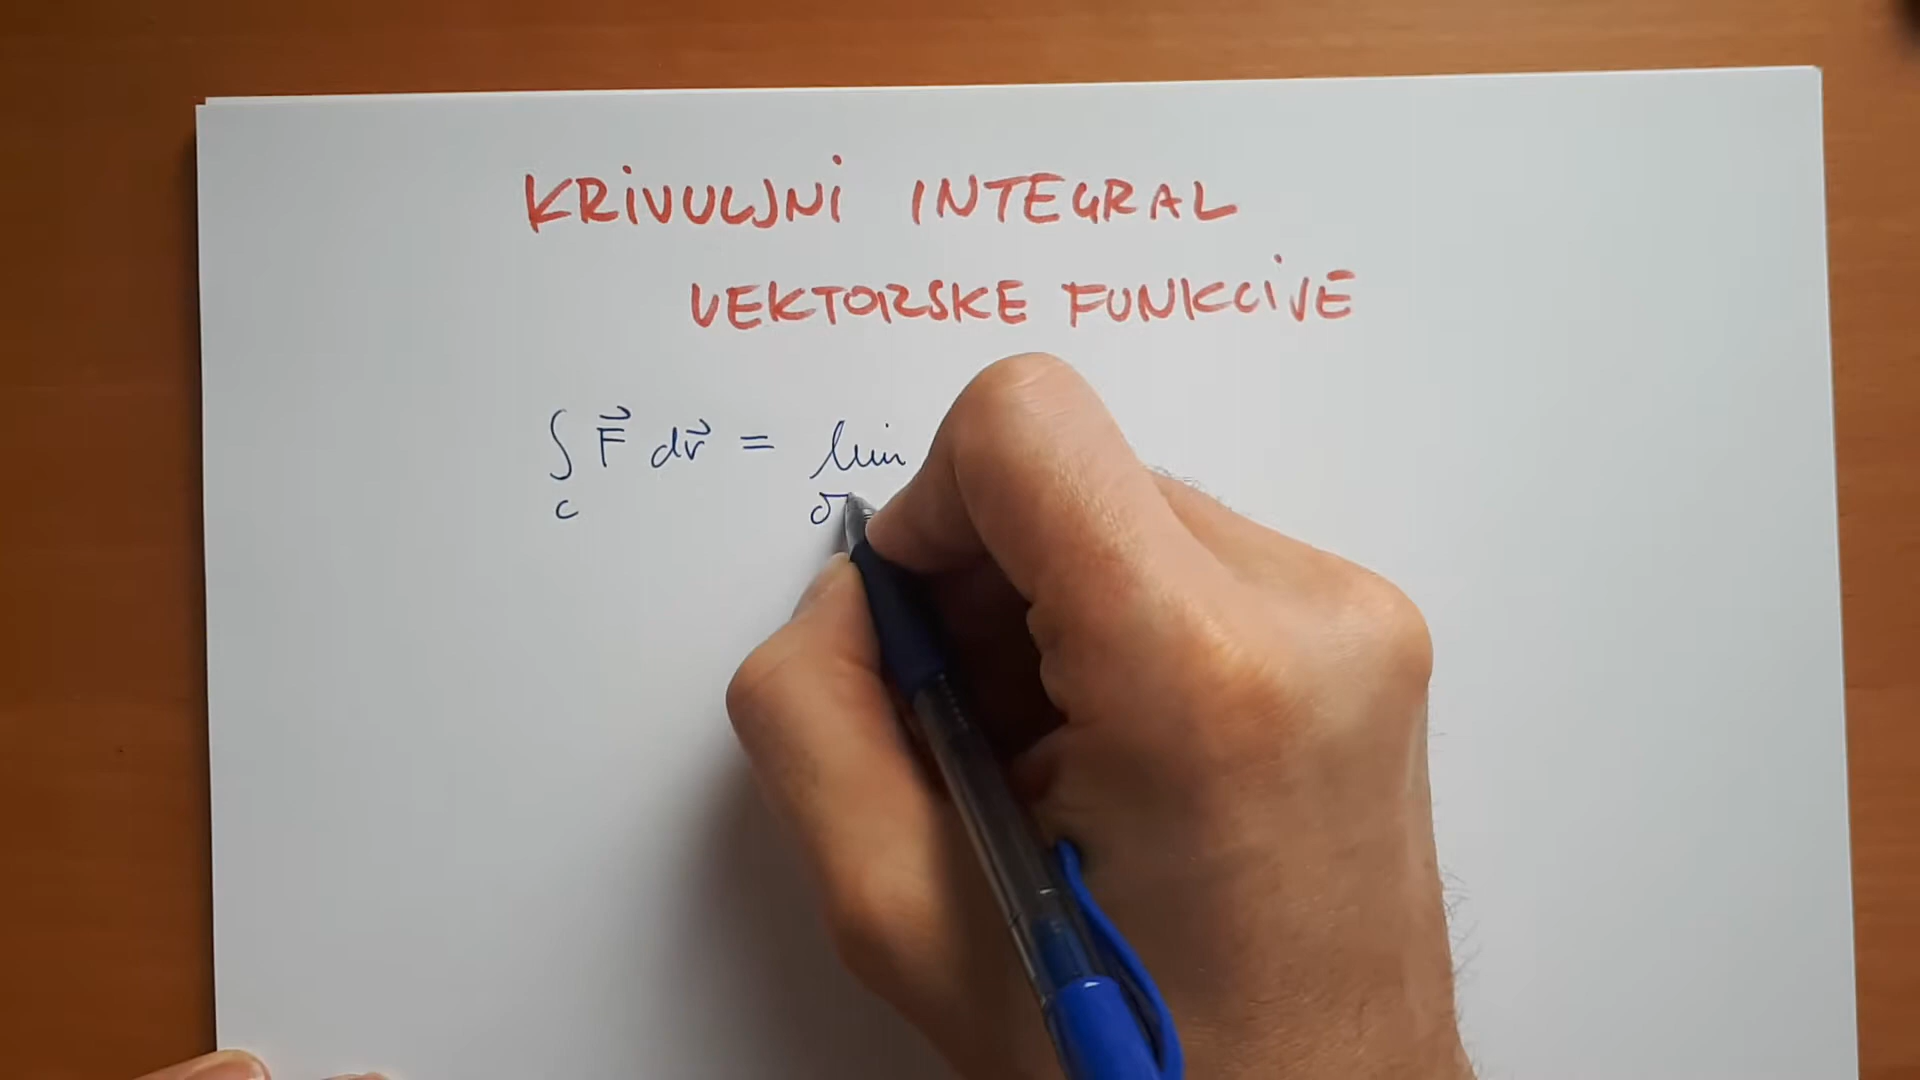 KRIVULJNI INTEGRAL
VEKTORSKE FUNKCIJE
∫ F⃗ dr⃗ = lim
c δ